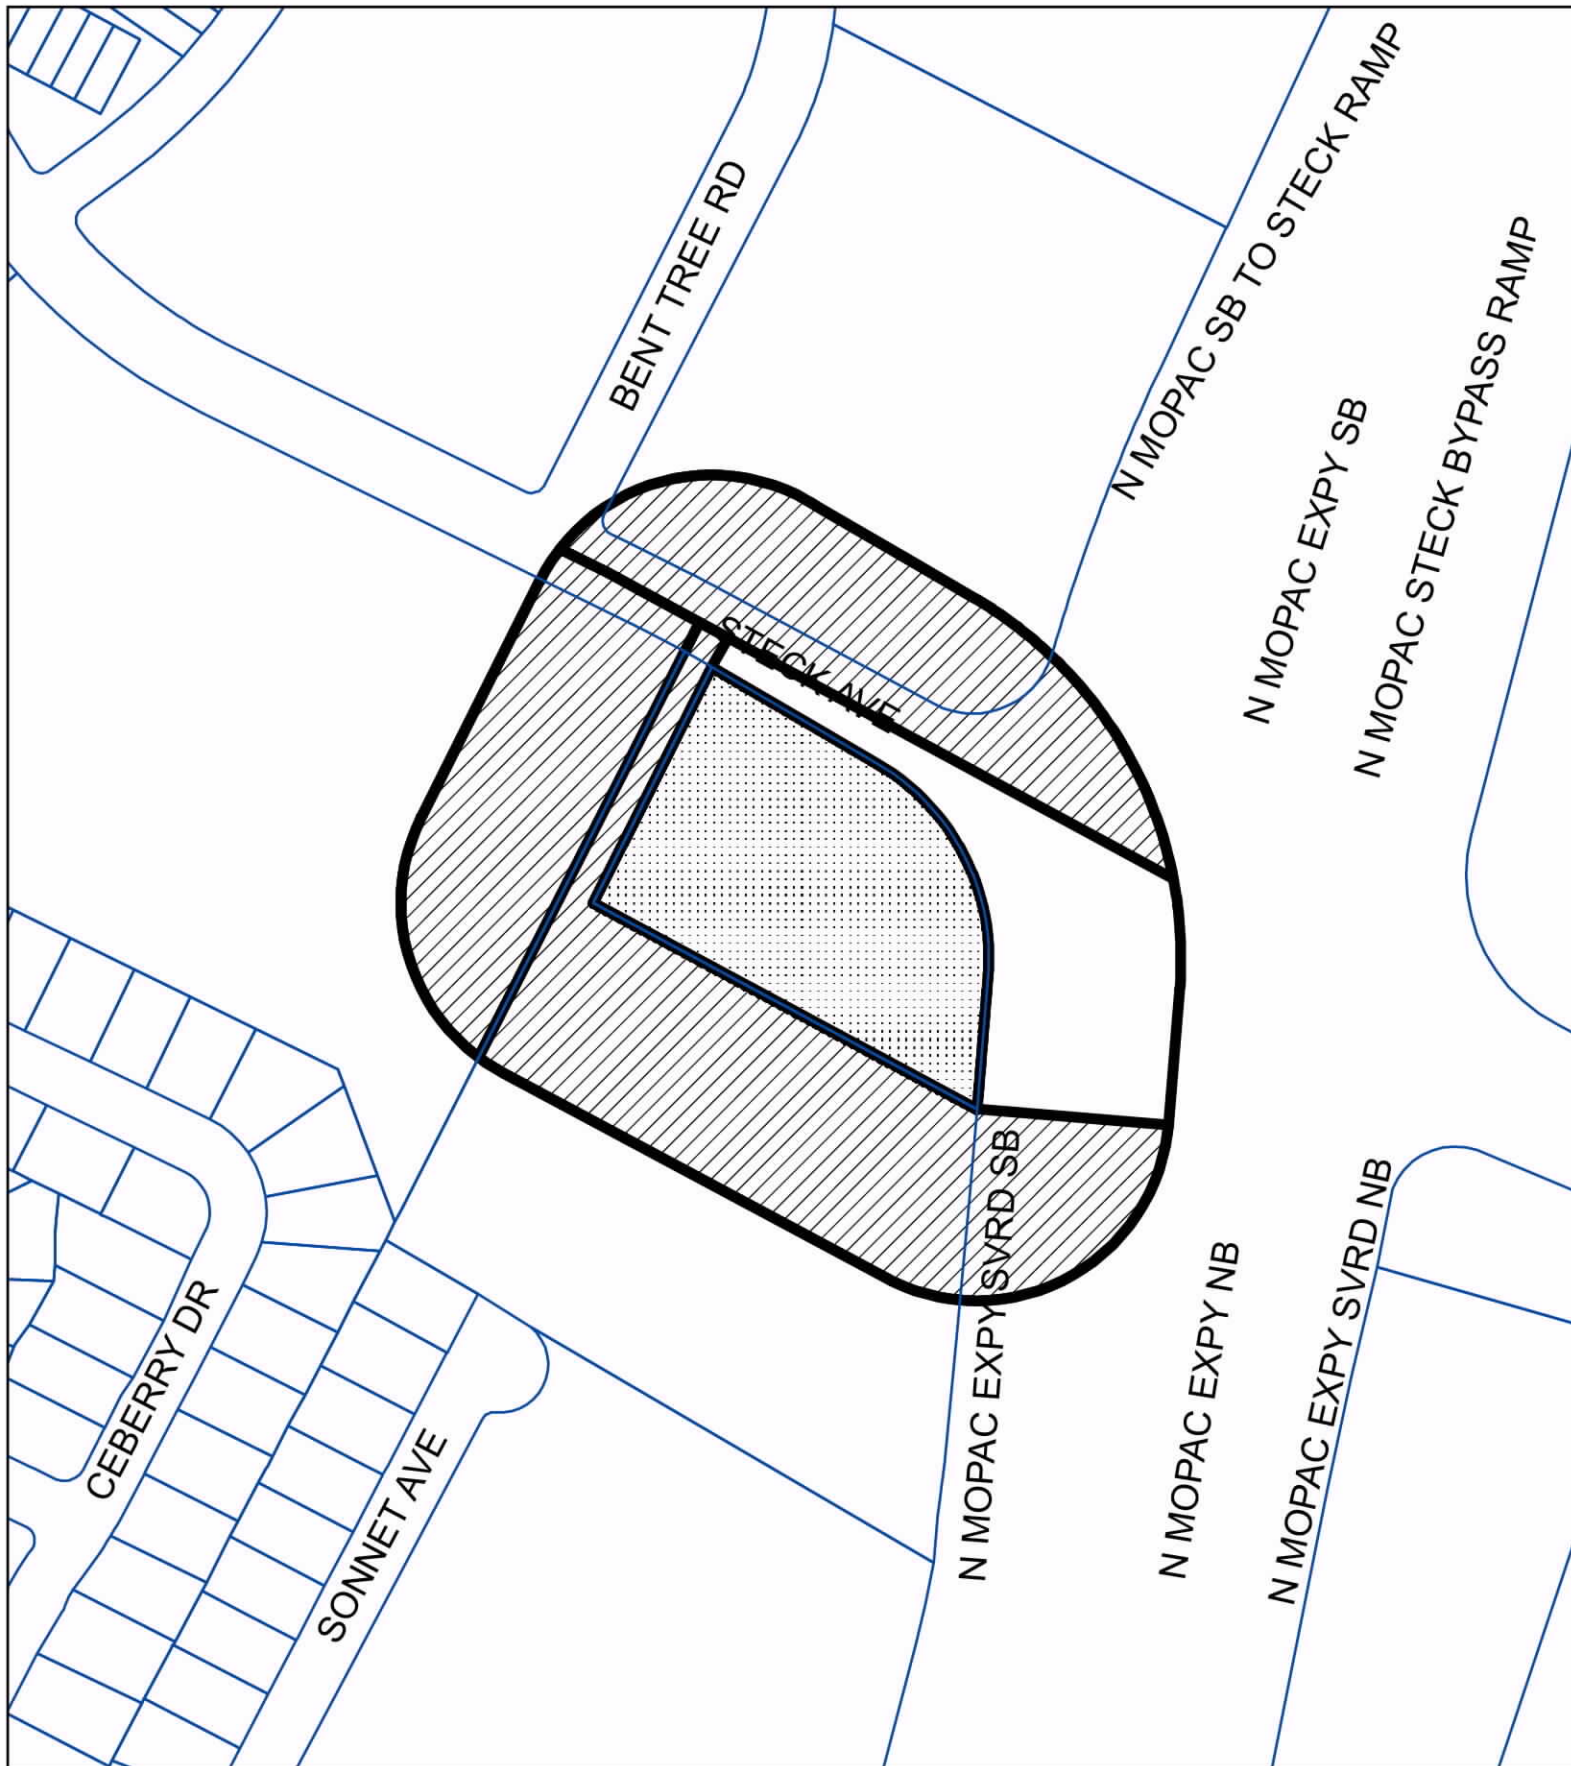 N MOPAC SB TO STECK RAMP
BENT TREE RD
N MOPAC STECK BYPASS RAMP
N MOPAC EXPY SB
STECK AVE
N MOPAC EXPY SVRD SB
N MOPAC EXPY SVRD NB
N MOPAC EXPY NB
CEBERRY DR
SONNET AVE